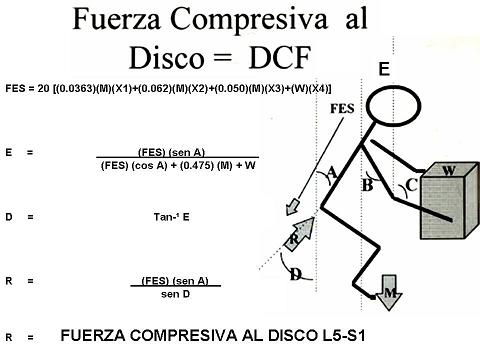 Fuerza Compresiva al
Disco = DCF
E
FES = 20 [(0.0363)(M)(X1)+(0.062)(M)(X2)+(0.050)(M)(X3)+(W)(X4)]
FES
E = (FES) (sen A)
(FES) (cos A) + (0.475) (M) + W
A
B
C
W
D = Tan-¹ E
R
D
R = (FES) (sen A)
sen D
M
R = FUERZA COMPRESIVA AL DISCO L5-S1